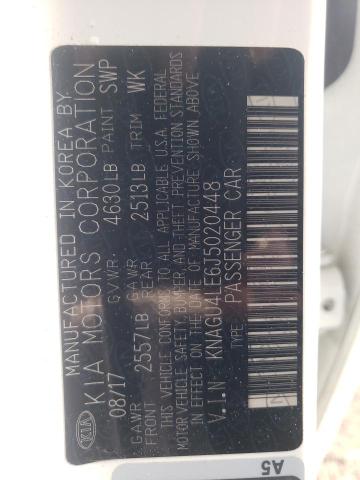 MANUFACTURED IN KOREA BY
KIA MOTORS CORPORATION
08/17 G.V.W.R. 4630LB PAINT SWP
GAWR FRONT 2557LB GAWR REAR 2513LB TRIM WK
THIS VEHICLE CONFORMS TO ALL APPLICABLE U.S.A. FEDERAL
MOTOR VEHICLE SAFETY, BUMPER, AND THEFT PREVENTION STANDARDS
IN EFFECT ON THE DATE OF MANUFACTURE SHOWN ABOVE.
V.I.N KNAGU4LE6J5020448
TYPE : PASSENGER CAR
KIA
A5